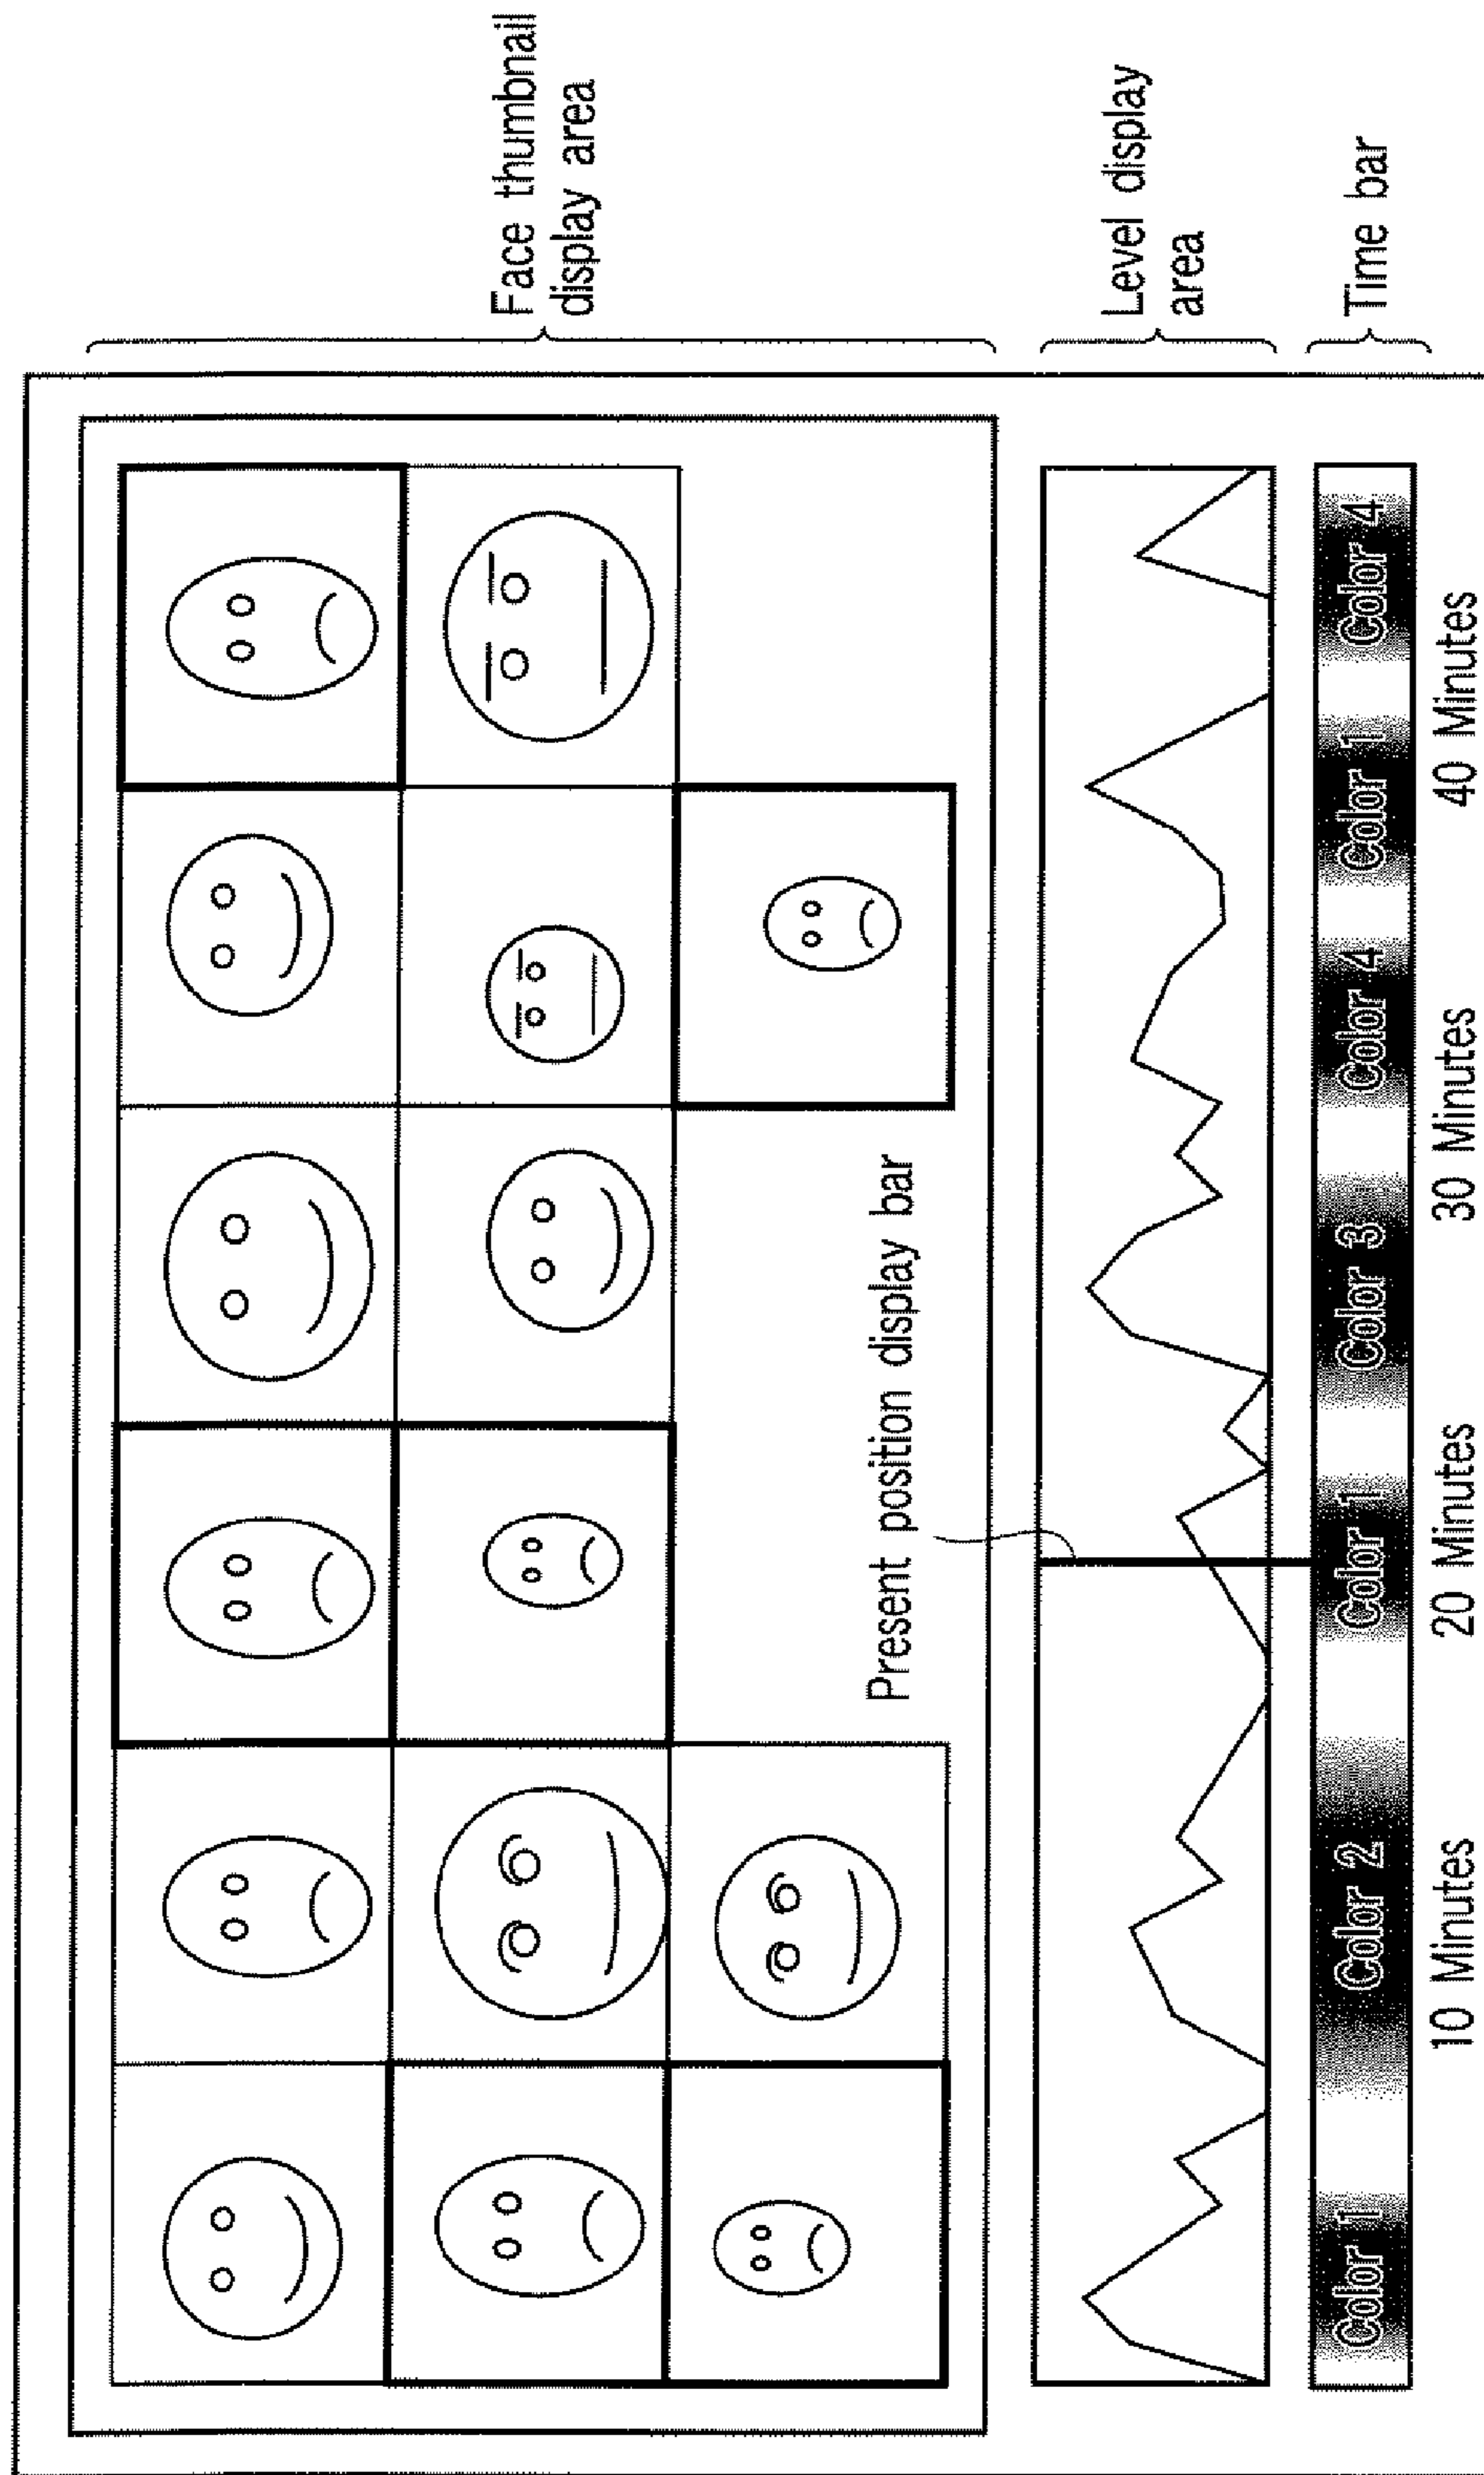 Face thumbnail
display area
Present position display bar
Level display
area
Time bar
Color 1
Color 2
Color 1
Color 3
Color 4
Color 1
Color 4
10 Minutes
20 Minutes
30 Minutes
40 Minutes